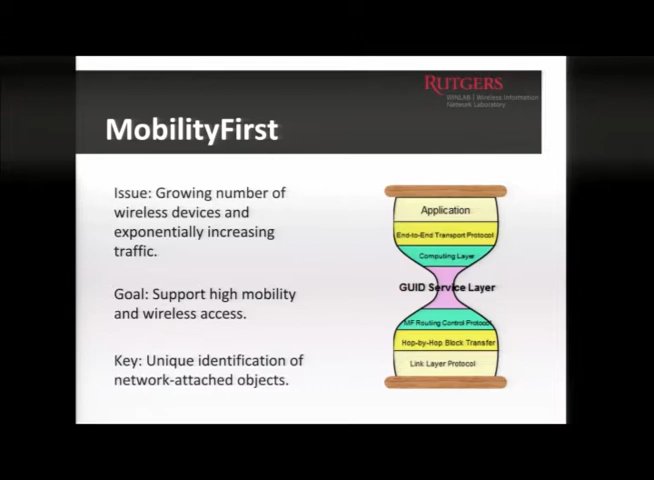 RUTGERS
WINLAB | Wireless Information
Network Laboratory
MobilityFirst
Issue: Growing number of
wireless devices and
exponentially increasing
traffic.
Goal: Support high mobility
and wireless access.
Key: Unique identification of
network-attached objects.
Application
End-to-End Transport Protocol
Computing Layer
GUID Service Layer
MF Routing Control Protocol
Hop-by-Hop Block Transfer
Link Layer Protocol